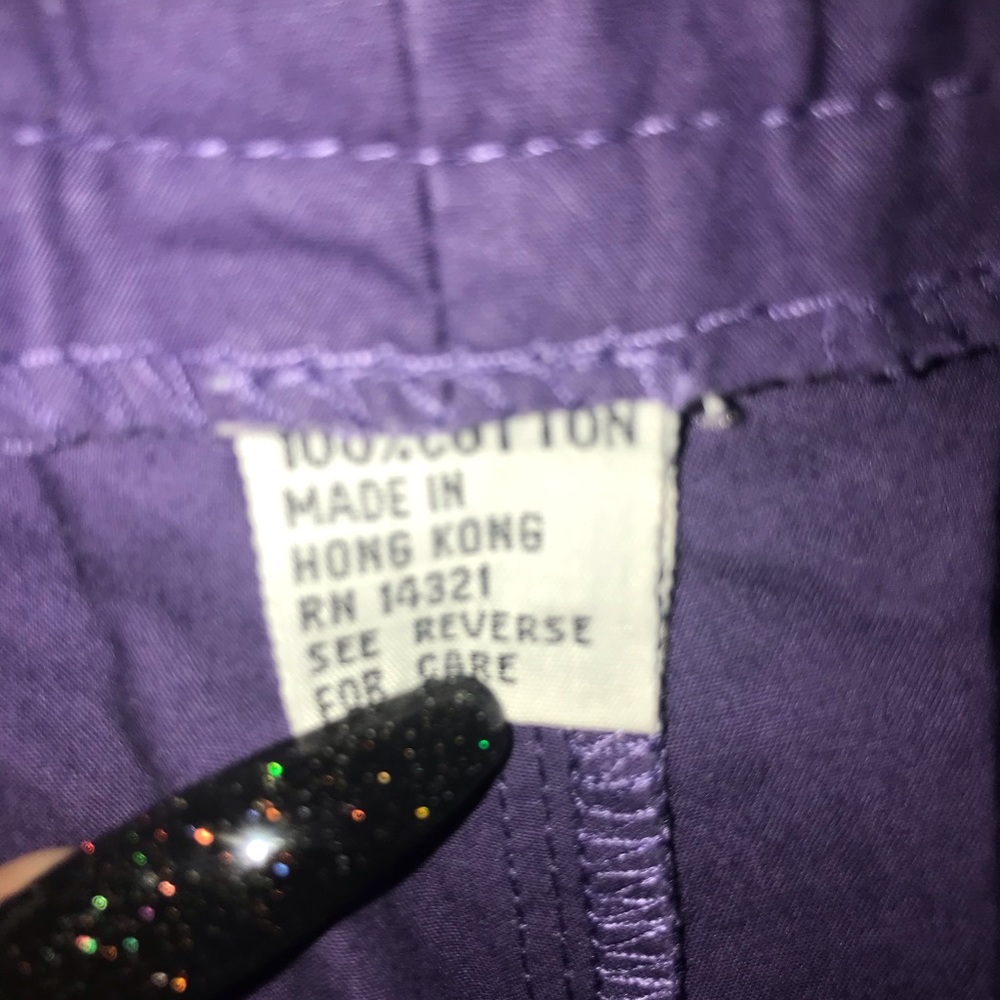 100% COTTON
MADE IN
HONG KONG
RN 14321
SEE REVERSE
FOR CARE